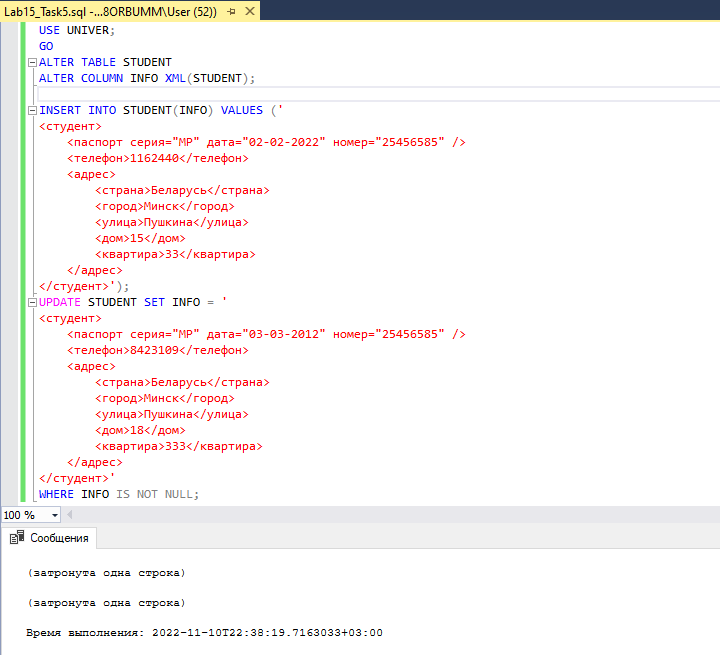 Lab15_Task5.sql -...8ORBUMM\User (52))
USE UNIVER;
GO
ALTER TABLE STUDENT
ALTER COLUMN INFO XML(STUDENT);
INSERT INTO STUDENT(INFO) VALUES ('
<студент>
    <паспорт серия="МР" дата="02-02-2022" номер="25456585" />
    <телефон>1162440</телефон>
    <адрес>
        <страна>Беларусь</страна>
        <город>Минск</город>
        <улица>Пушкина</улица>
        <дом>15</дом>
        <квартира>33</квартира>
    </адрес>
</студент>');
UPDATE STUDENT SET INFO = '
<студент>
    <паспорт серия="МР" дата="03-03-2012" номер="25456585" />
    <телефон>8423109</телефон>
    <адрес>
        <страна>Беларусь</страна>
        <город>Минск</город>
        <улица>Пушкина</улица>
        <дом>18</дом>
        <квартира>333</квартира>
    </адрес>
</студент>'
WHERE INFO IS NOT NULL;
100 %
Сообщения
(затронута одна строка)
(затронута одна строка)
Время выполнения: 2022-11-10T22:38:19.7163033+03:00